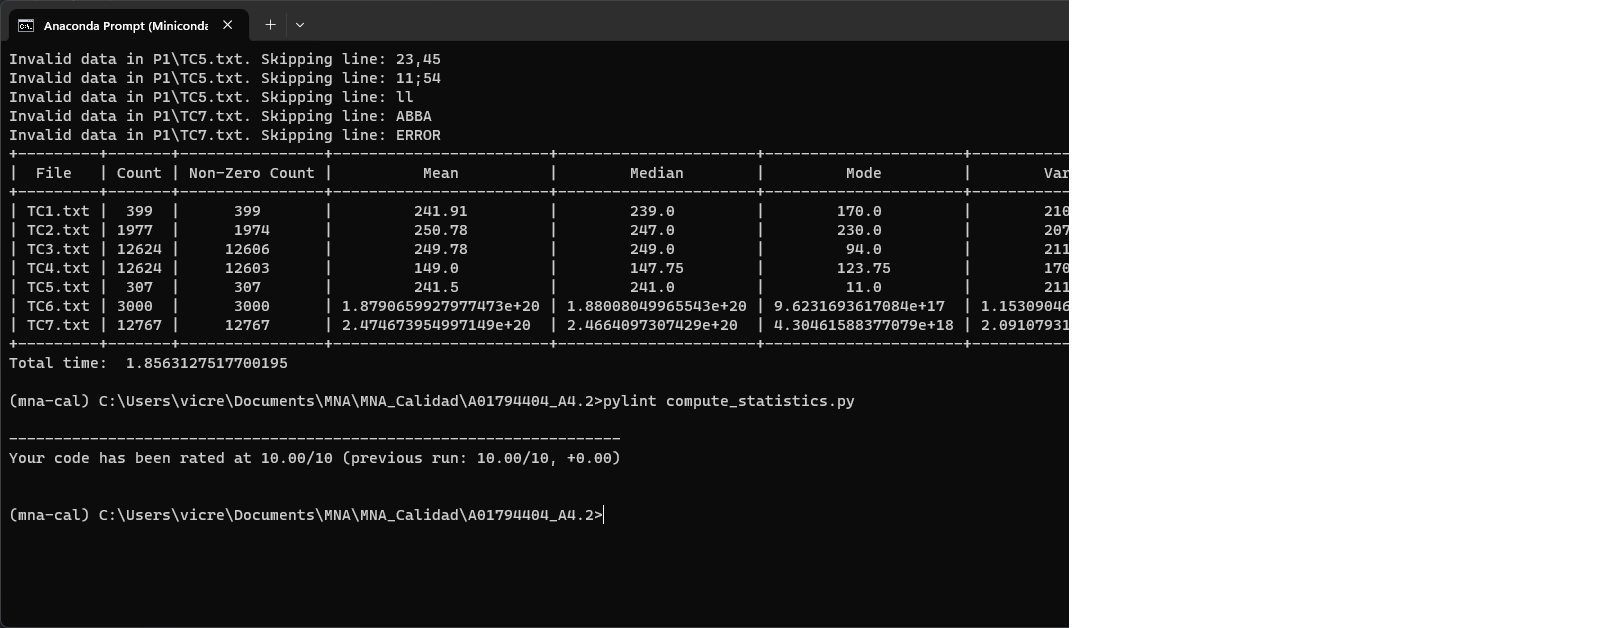 Anaconda Prompt (Minicond
Invalid data in P1\TC5.txt. Skipping line: 23,45
Invalid data in P1\TC5.txt. Skipping line: 11;54
Invalid data in P1\TC5.txt. Skipping line: ll
Invalid data in P1\TC7.txt. Skipping line: ABBA
Invalid data in P1\TC7.txt. Skipping line: ERROR
| File | Count | Non-Zero Count | Mean | Median | Mode | Var
| TC1.txt | 399 | 399 | 241.91 | 239.0 | 170.0 | 210
| TC2.txt | 1977 | 1974 | 250.78 | 247.0 | 230.0 | 207
| TC3.txt | 12624 | 12606 | 249.78 | 249.0 | 94.0 | 211
| TC4.txt | 12624 | 12603 | 149.0 | 147.75 | 123.75 | 170
| TC5.txt | 307 | 307 | 241.5 | 241.0 | 11.0 | 211
| TC6.txt | 3000 | 3000 | 1.8790659927977473e+20 | 1.88008049965543e+20 | 9.6231693617084e+17 | 1.15309046
| TC7.txt | 12767 | 12767 | 2.474673954997149e+20 | 2.4664097307429e+20 | 4.30461588377079e+18 | 2.09107931
Total time:  1.8563127517700195
(mna-cal) C:\Users\vicre\Documents\MNA\MNA_Calidad\A01794404_A4.2>pylint compute_statistics.py
--------------------------------------------------------------------
Your code has been rated at 10.00/10 (previous run: 10.00/10, +0.00)
(mna-cal) C:\Users\vicre\Documents\MNA\MNA_Calidad\A01794404_A4.2>